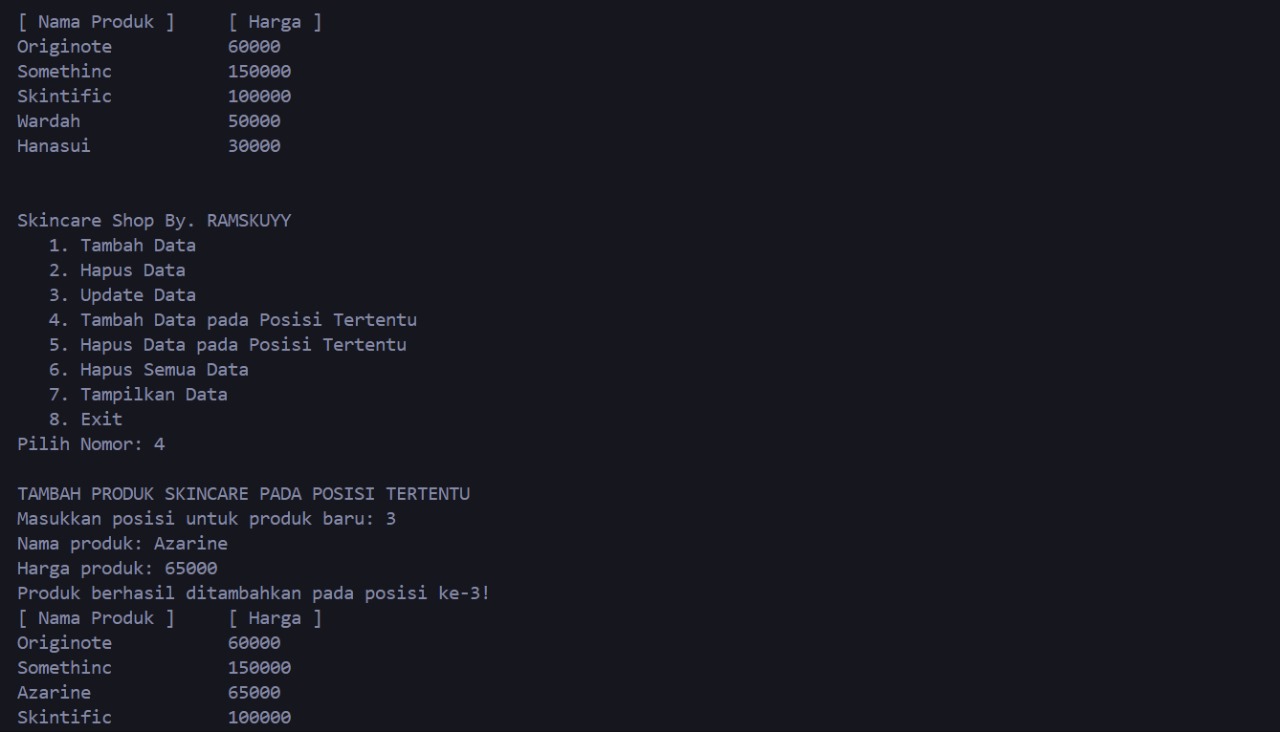 [ Nama Produk ]     [ Harga ]
Originote           60000
Somethinc           150000
Skintific           100000
Wardah              50000
Hanasui             30000
Skincare Shop By. RAMSKUYY
   1. Tambah Data
   2. Hapus Data
   3. Update Data
   4. Tambah Data pada Posisi Tertentu
   5. Hapus Data pada Posisi Tertentu
   6. Hapus Semua Data
   7. Tampilkan Data
   8. Exit
Pilih Nomor: 4
TAMBAH PRODUK SKINCARE PADA POSISI TERTENTU
Masukkan posisi untuk produk baru: 3
Nama produk: Azarine
Harga produk: 65000
Produk berhasil ditambahkan pada posisi ke-3!
[ Nama Produk ]     [ Harga ]
Originote           60000
Somethinc           150000
Azarine             65000
Skintific           100000